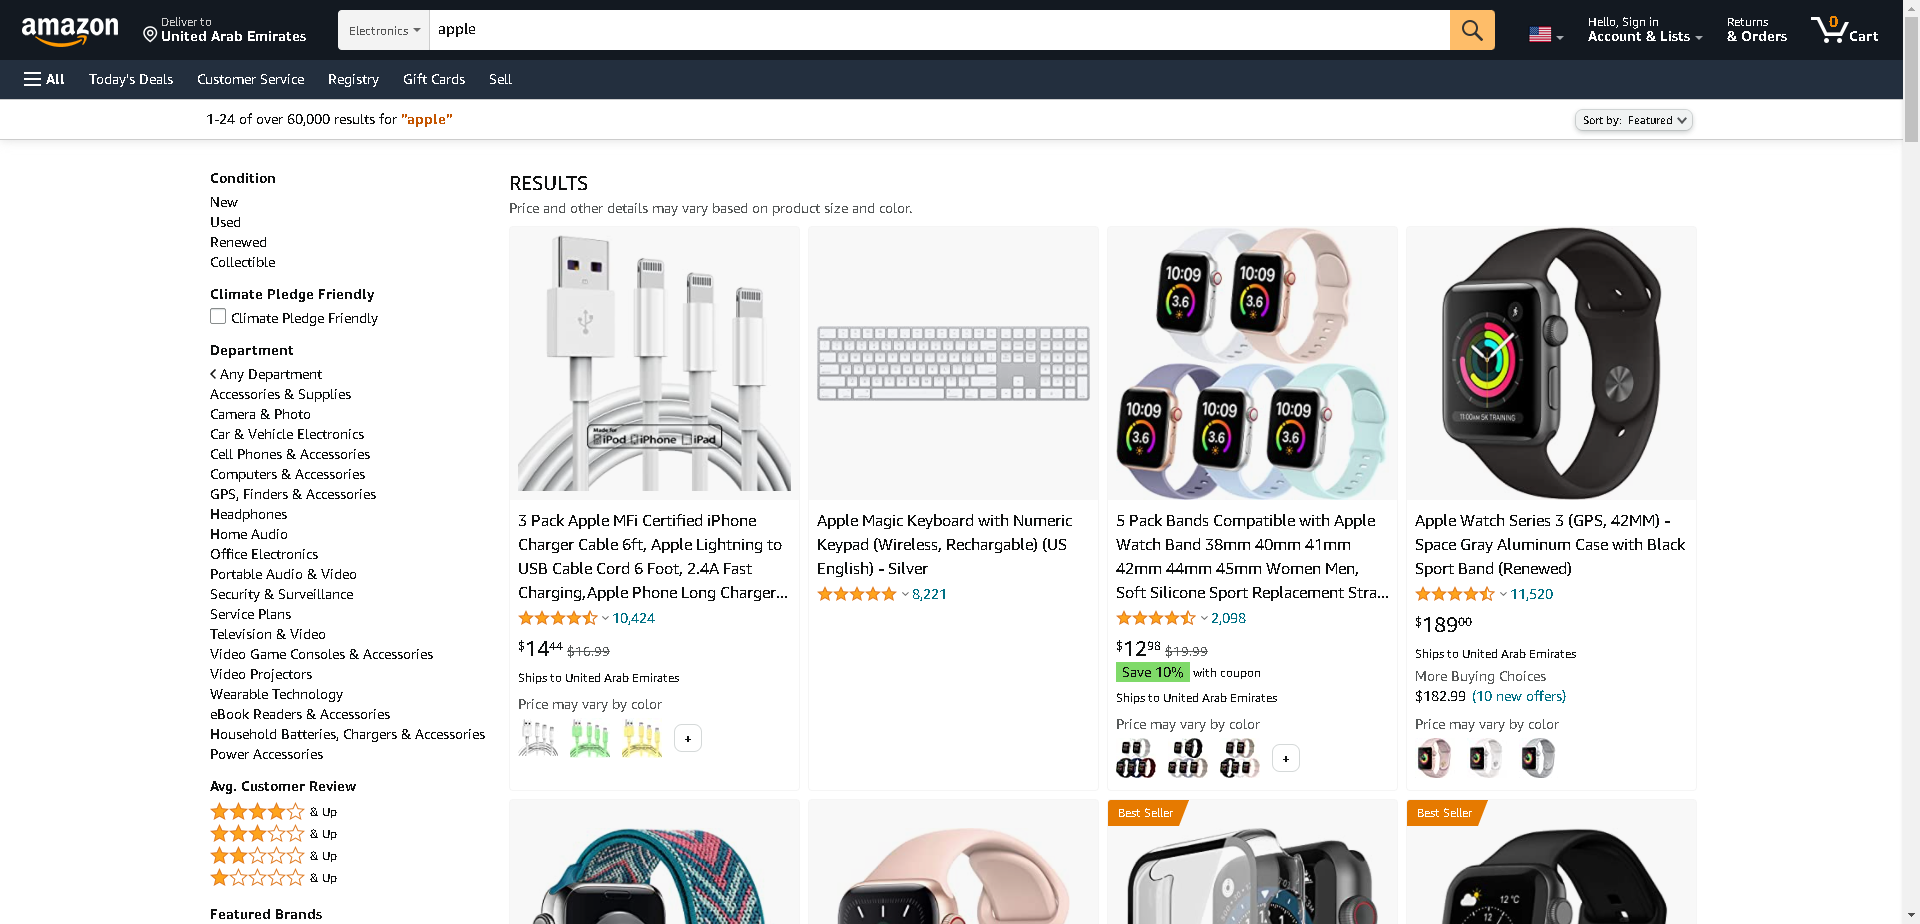 amazon
Deliver to
United Arab Emirates
Electronics
apple
Hello, Sign in
Account & Lists
Returns
& Orders
0
Cart
All
Today's Deals
Customer Service
Registry
Gift Cards
Sell
1-24 of over 60,000 results for "apple"
Sort by: Featured
Condition
New
Used
Renewed
Collectible
Climate Pledge Friendly
Climate Pledge Friendly
Department
Any Department
Accessories & Supplies
Camera & Photo
Car & Vehicle Electronics
Cell Phones & Accessories
Computers & Accessories
GPS, Finders & Accessories
Headphones
Home Audio
Office Electronics
Portable Audio & Video
Security & Surveillance
Service Plans
Television & Video
Video Game Consoles & Accessories
Video Projectors
Wearable Technology
eBook Readers & Accessories
Household Batteries, Chargers & Accessories
Power Accessories
Avg. Customer Review
& Up
& Up
& Up
& Up
Featured Brands
RESULTS
Price and other details may vary based on product size and color.
Made for
iPod iPhone iPad
3 Pack Apple MFi Certified iPhone
Charger Cable 6ft, Apple Lightning to
USB Cable Cord 6 Foot, 2.4A Fast
Charging,Apple Phone Long Charger...
10,424
$14.44 $16.99
Ships to United Arab Emirates
Price may vary by color
+
Apple Magic Keyboard with Numeric
Keypad (Wireless, Rechargable) (US
English) - Silver
8,221
10:09
3.6
10:09
3.6
10:09
3.6
10:09
3.6
10:09
3.6
5 Pack Bands Compatible with Apple
Watch Band 38mm 40mm 41mm
42mm 44mm 45mm Women Men,
Soft Silicone Sport Replacement Stra...
2,098
$12.98 $19.99
Save 10% with coupon
Ships to United Arab Emirates
Price may vary by color
+
11:00AM 5K TRAINING
Apple Watch Series 3 (GPS, 42MM) -
Space Gray Aluminum Case with Black
Sport Band (Renewed)
11,520
$189.00
Ships to United Arab Emirates
More Buying Choices
$182.99 (10 new offers)
Price may vary by color
Best Seller
Best Seller
12°C